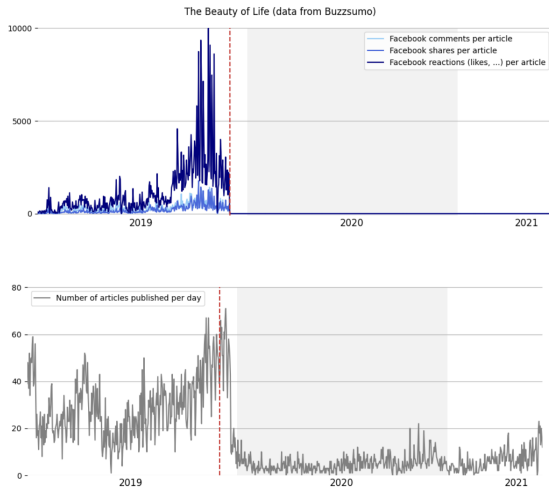 The Beauty of Life (data from Buzzsumo)
10000
Facebook comments per article
Facebook shares per article
Facebook reactions (likes, ...) per article
5000
0
2019
2020
2021
80
Number of articles published per day
60
40
20
0
2019
2020
2021